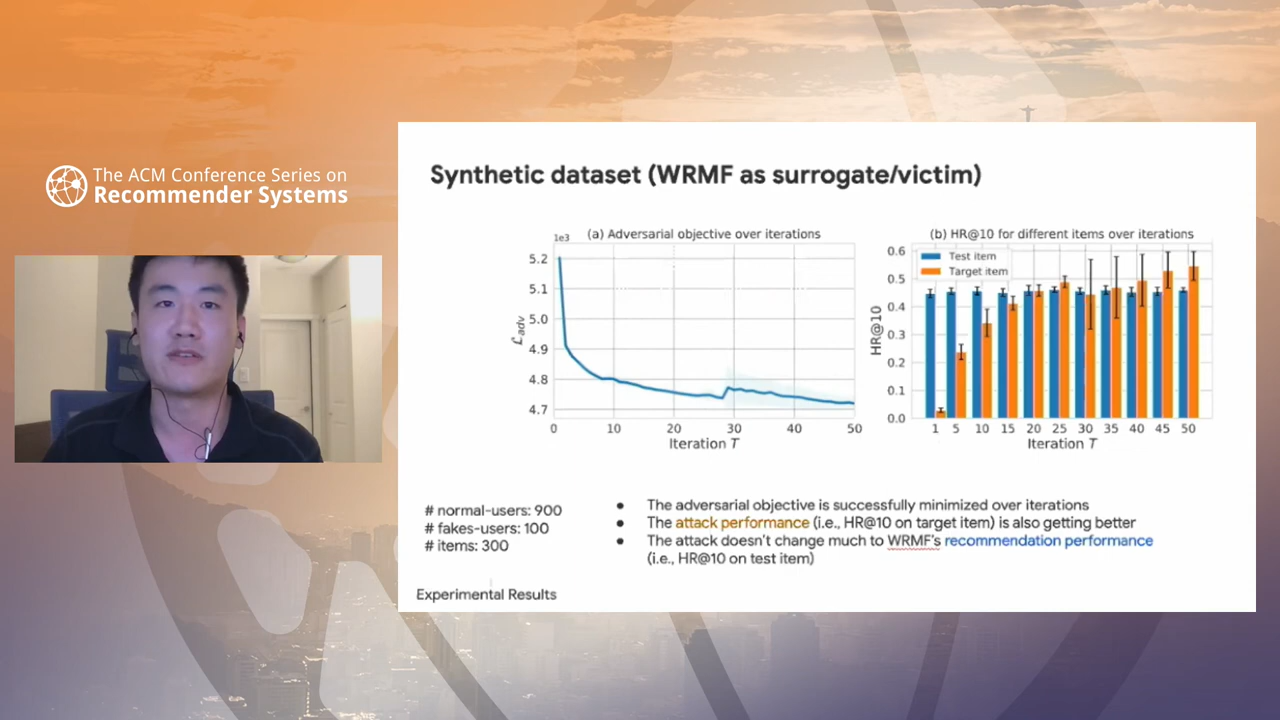 The ACM Conference Series on
Recommender Systems
Synthetic dataset (WRMF as surrogate/victim)
(a) Adversarial objective over iterations
1e3
5.2
5.1
5.0
4.9
4.8
4.7
ℒadv
0 10 20 30 40 50
Iteration T
(b) HR@10 for different items over iterations
0.6
0.5
0.4
0.3
0.2
0.1
0.0
HR@10
Test item
Target item
1 5 10 15 20 25 30 35 40 45 50
Iteration T
# normal-users: 900
# fakes-users: 100
# items: 300
● The adversarial objective is successfully minimized over iterations
● The attack performance (i.e., HR@10 on target item) is also getting better
● The attack doesn't change much to WRMF's recommendation performance
(i.e., HR@10 on test item)
Experimental Results